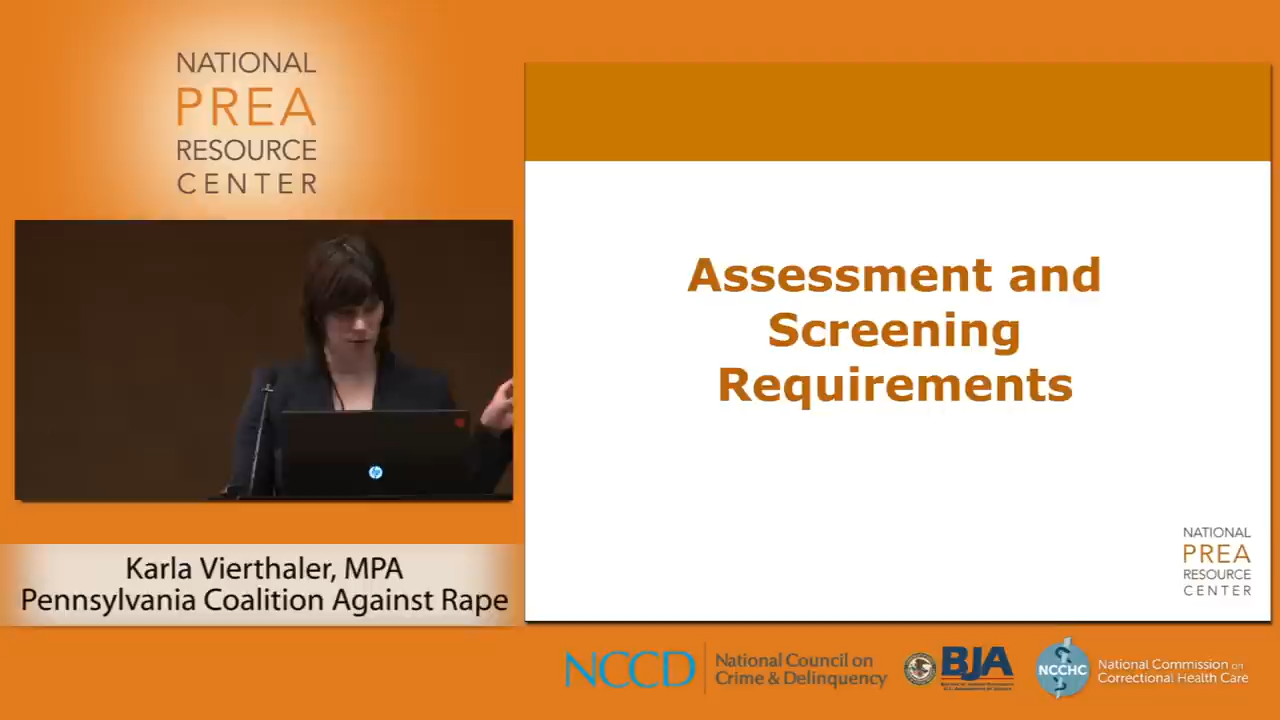 NATIONAL
PREA
RESOURCE
CENTER
Assessment and
Screening
Requirements
Karla Vierthaler, MPA
Pennsylvania Coalition Against Rape
NATIONAL
PREA
RESOURCE
CENTER
NCCD
National Council on
Crime & Delinquency
BJA
NCCHC
National Commission on
Correctional Health Care